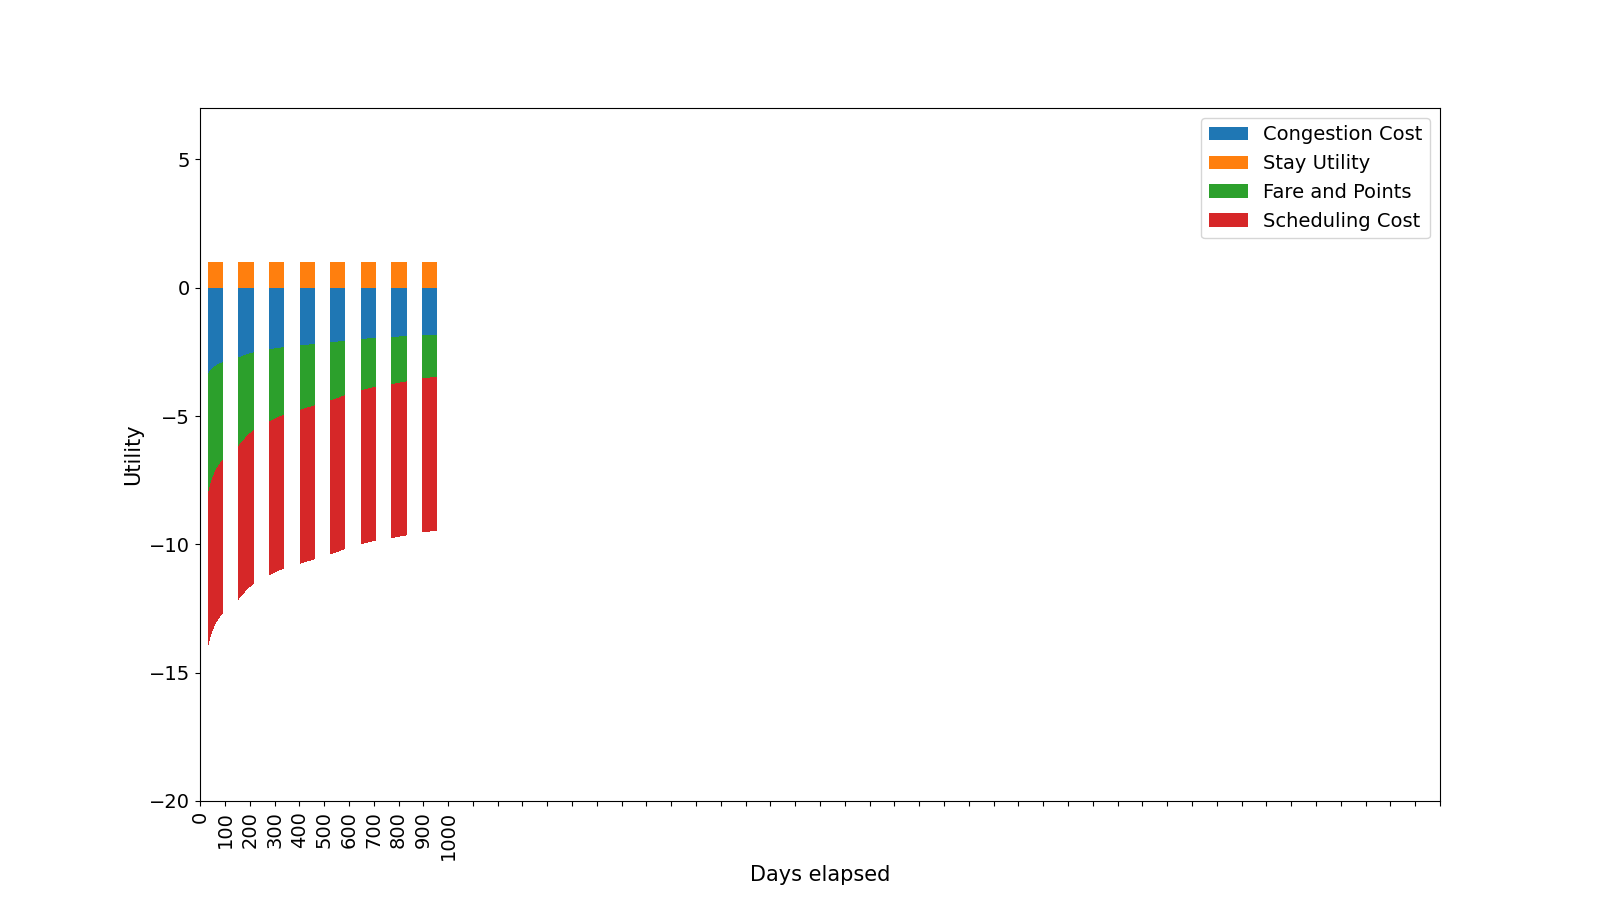 Congestion Cost
Stay Utility
Fare and Points
Scheduling Cost
5
0
−5
−10
−15
−20
Utility
0
100
200
300
400
500
600
700
800
900
1000
Days elapsed